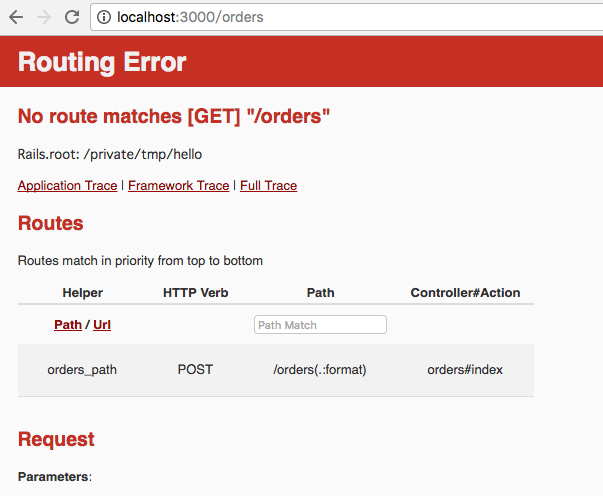 localhost:3000/orders
Routing Error
No route matches [GET] "/orders"
Rails.root: /private/tmp/hello
Application Trace | Framework Trace | Full Trace
Routes
Routes match in priority from top to bottom
Helper HTTP Verb Path Controller#Action
Path / Url Path Match
orders_path POST /orders(.:format) orders#index
Request
Parameters: